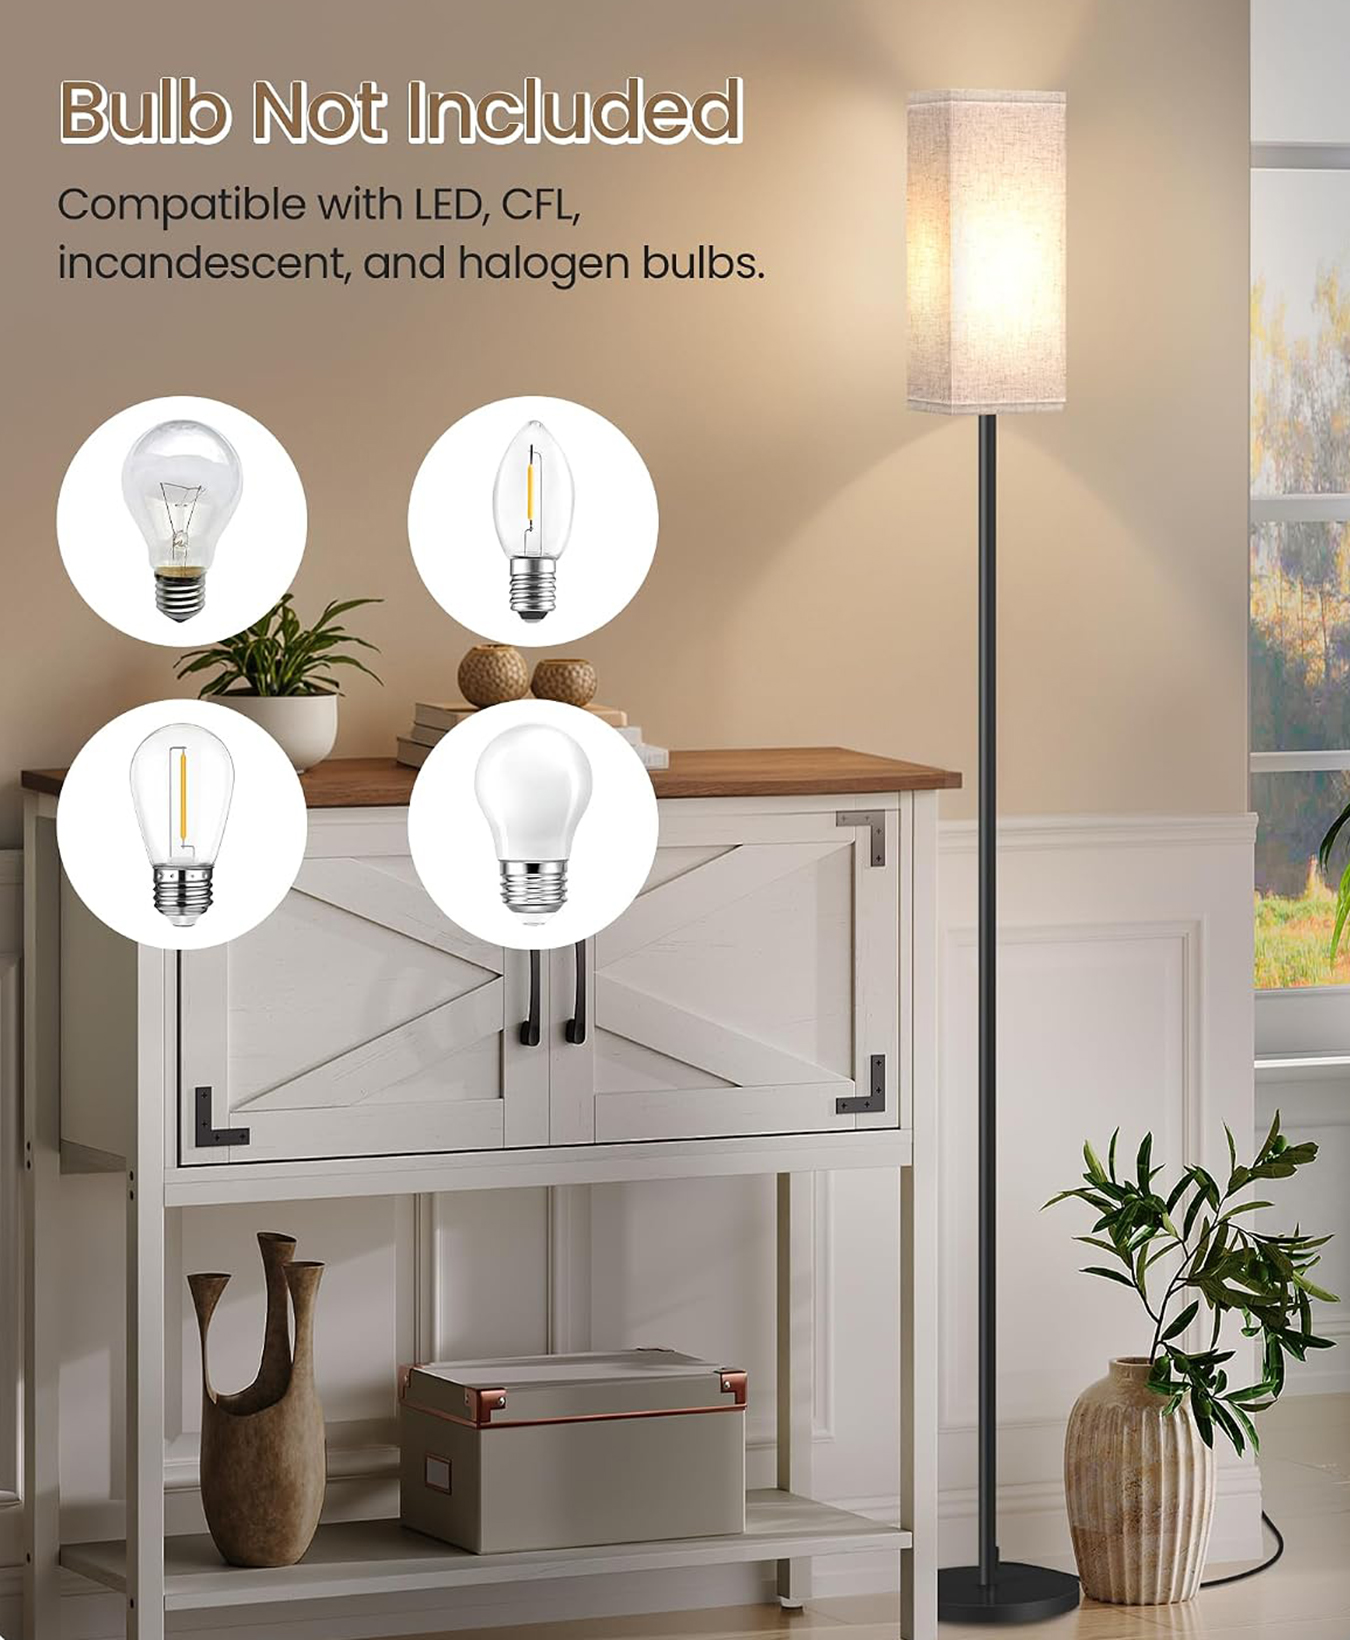 Bulb Not Included
Compatible with LED, CFL,
incandescent, and halogen bulbs.